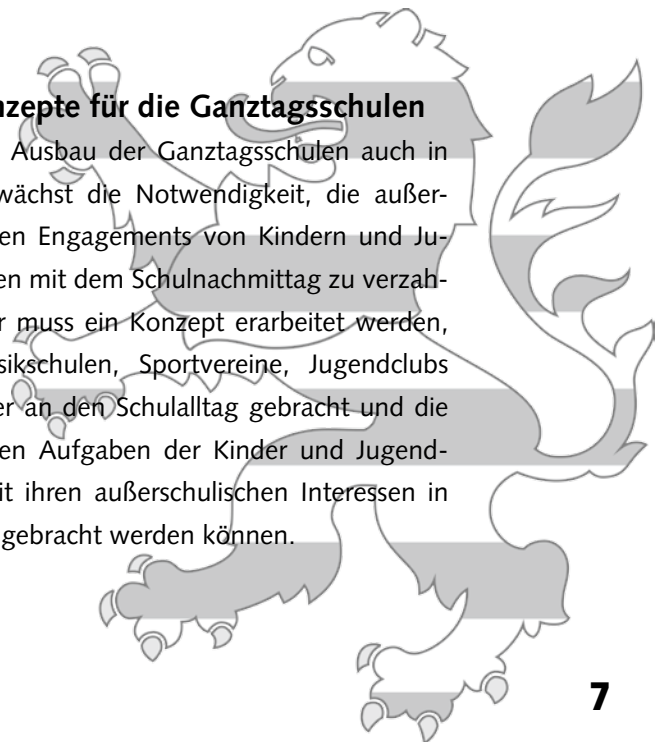 nzepte für die Ganztagsschulen
Ausbau der Ganztagsschulen auch in
wächst die Notwendigkeit, die außer-
en Engagements von Kindern und Ju-
en mit dem Schulnachmittag zu verzah-
r muss ein Konzept erarbeitet werden,
sikschulen, Sportvereine, Jugendclubs
er an den Schulalltag gebracht und die
en Aufgaben der Kinder und Jugend-
it ihren außerschulischen Interessen in
gebracht werden können.
7